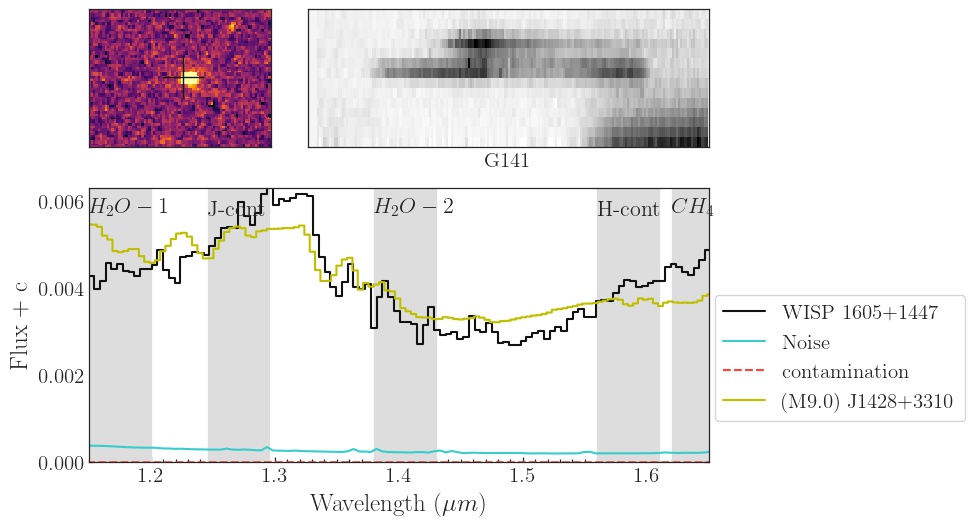 G141
H₂O − 1
J-cont
H₂O − 2
H-cont
CH₄
0.006
0.004
0.002
0.000
Flux + c
1.2
1.3
1.4
1.5
1.6
Wavelength (μm)
WISP 1605+1447
Noise
contamination
(M9.0) J1428+3310